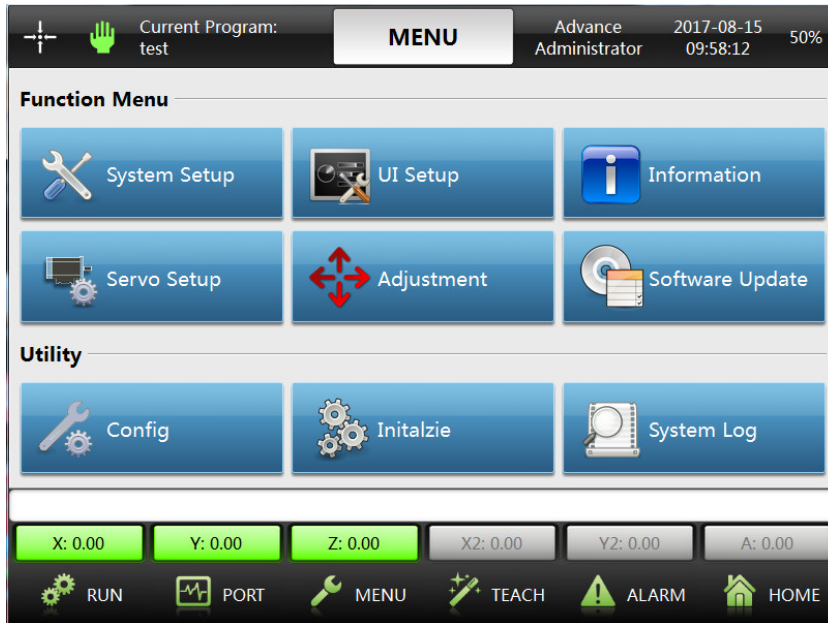 Current Program:
test
MENU
Advance
Administrator
2017-08-15
09:58:12
50%
Function Menu
System Setup
UI Setup
Information
Servo Setup
Adjustment
Software Update
Utility
Config
Initalzie
System Log
X: 0.00
Y: 0.00
Z: 0.00
X2: 0.00
Y2: 0.00
A: 0.00
RUN
PORT
MENU
TEACH
ALARM
HOME